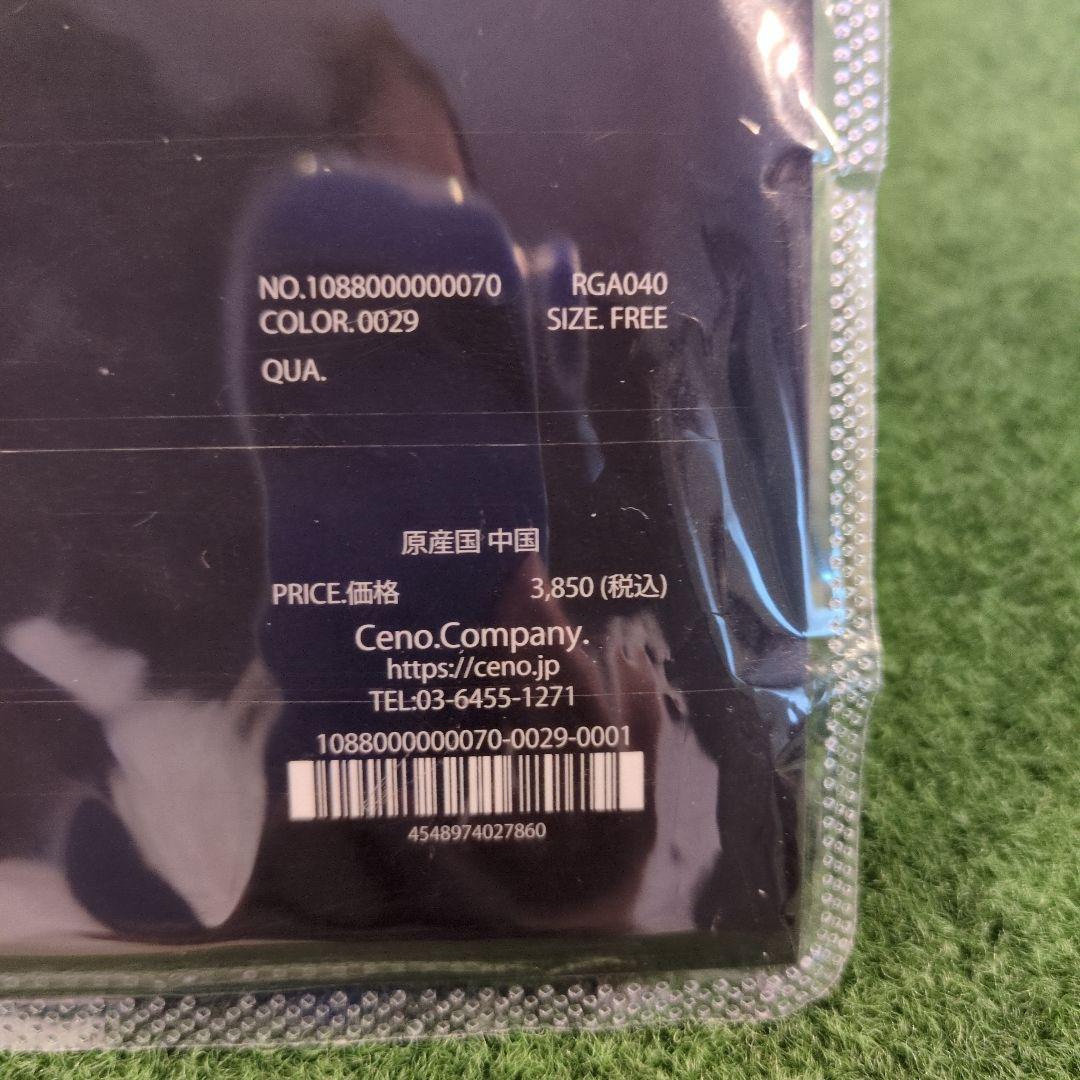 NO.1088000000070 RGA040
COLOR.0029 SIZE. FREE
QUA.
原産国 中国
PRICE.価格 3,850 (税込)
Ceno.Company.
https://ceno.jp
TEL:03-6455-1271
1088000000070-0029-0001
4548974027860